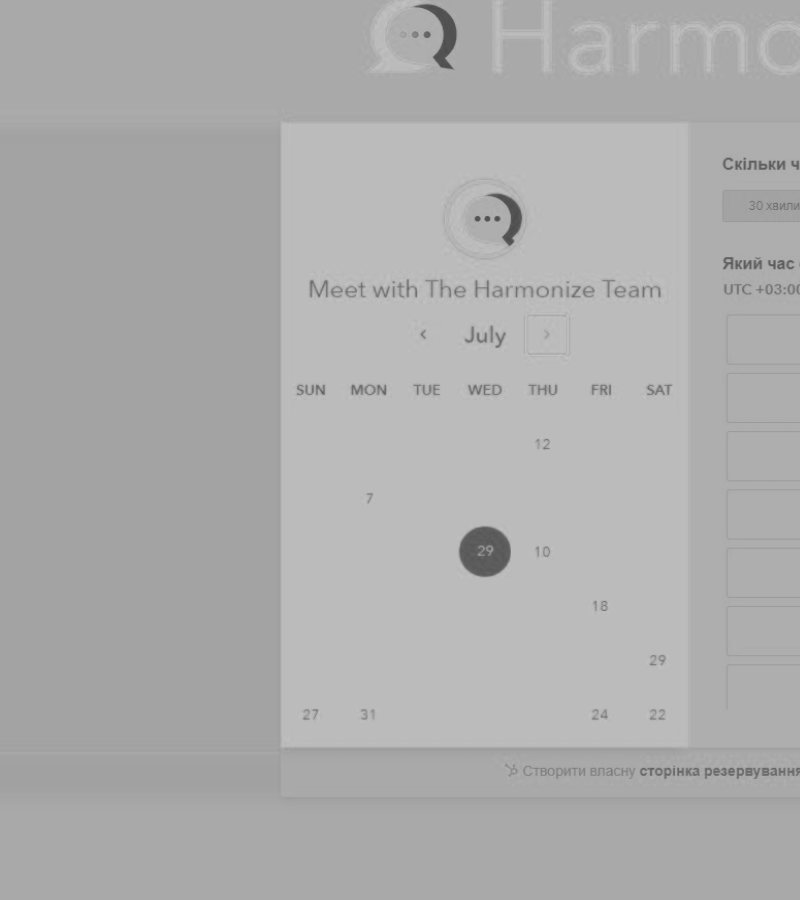 Harmo
Meet with The Harmonize Team
‹ July ›
SUN MON TUE WED THU FRI SAT
12
7
29 10
18
29
27 31 24 22
Скільки ч
30 хвили
Який час
UTC +03:00
Створити власну сторінка резервування